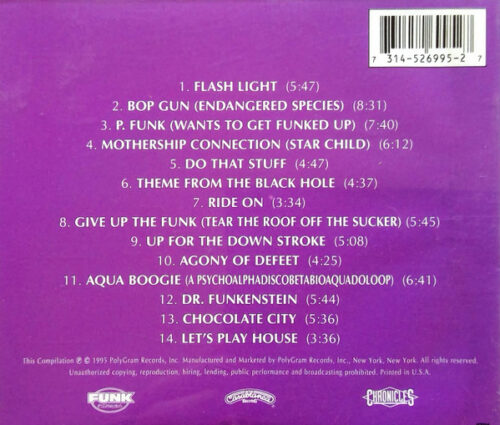 7 314-526995-2 7
1. FLASH LIGHT (5:47)
2. BOP GUN (ENDANGERED SPECIES) (8:31)
3. P. FUNK (WANTS TO GET FUNKED UP) (7:40)
4. MOTHERSHIP CONNECTION (STAR CHILD) (6:12)
5. DO THAT STUFF (4:47)
6. THEME FROM THE BLACK HOLE (4:37)
7. RIDE ON (3:34)
8. GIVE UP THE FUNK (TEAR THE ROOF OFF THE SUCKER) (5:45)
9. UP FOR THE DOWN STROKE (5:08)
10. AGONY OF DEFEET (4:25)
11. AQUA BOOGIE (A PSYCHOALPHADISCOBETABIOAQUADOLOOP) (6:41)
12. DR. FUNKENSTEIN (5:44)
13. CHOCOLATE CITY (5:36)
14. LET'S PLAY HOUSE (3:36)
This Compilation ℗ © 1995 PolyGram Records, Inc. Manufactured and Marketed by PolyGram Records, Inc., New York, New York. All rights reserved.
Unauthorized copying, reproduction, hiring, lending, public performance and broadcasting prohibited. Printed in U.S.A.
FUNK
Casablanca
Records
CHRONICLES